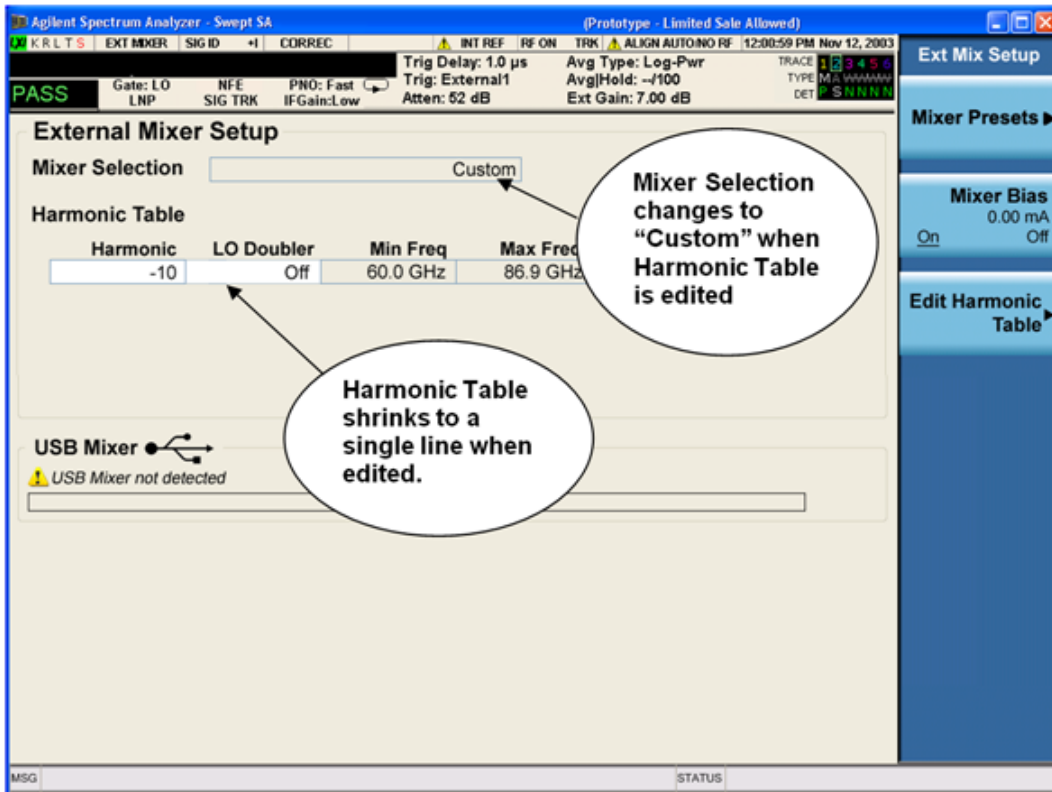 Agilent Spectrum Analyzer - Swept SA (Prototype - Limited Sale Allowed)
LXI K R L T S EXT MIXER SIG ID +I CORREC INT REF RF ON TRK ALIGN AUTO/NO RF 12:00:59 PM Nov 12, 2003
Trig Delay: 1.0 µs Avg Type: Log-Pwr TRACE 1 2 3 4 5 6
PASS Gate: LO NFE PNO: Fast Trig: External1 Avg|Hold: --/100 TYPE M A W W W W
LNP SIG TRK IFGain:Low Atten: 52 dB Ext Gain: 7.00 dB DET P S N N N N
Ext Mix Setup
Mixer Presets
Mixer Bias
0.00 mA
On Off
Edit Harmonic
Table
External Mixer Setup
Mixer Selection Custom
Harmonic Table
Harmonic LO Doubler Min Freq Max Freq
-10 Off 60.0 GHz 86.9 GHz
Mixer Selection
changes to
“Custom” when
Harmonic Table
is edited
Harmonic Table
shrinks to a
single line when
edited.
USB Mixer
USB Mixer not detected
MSG STATUS